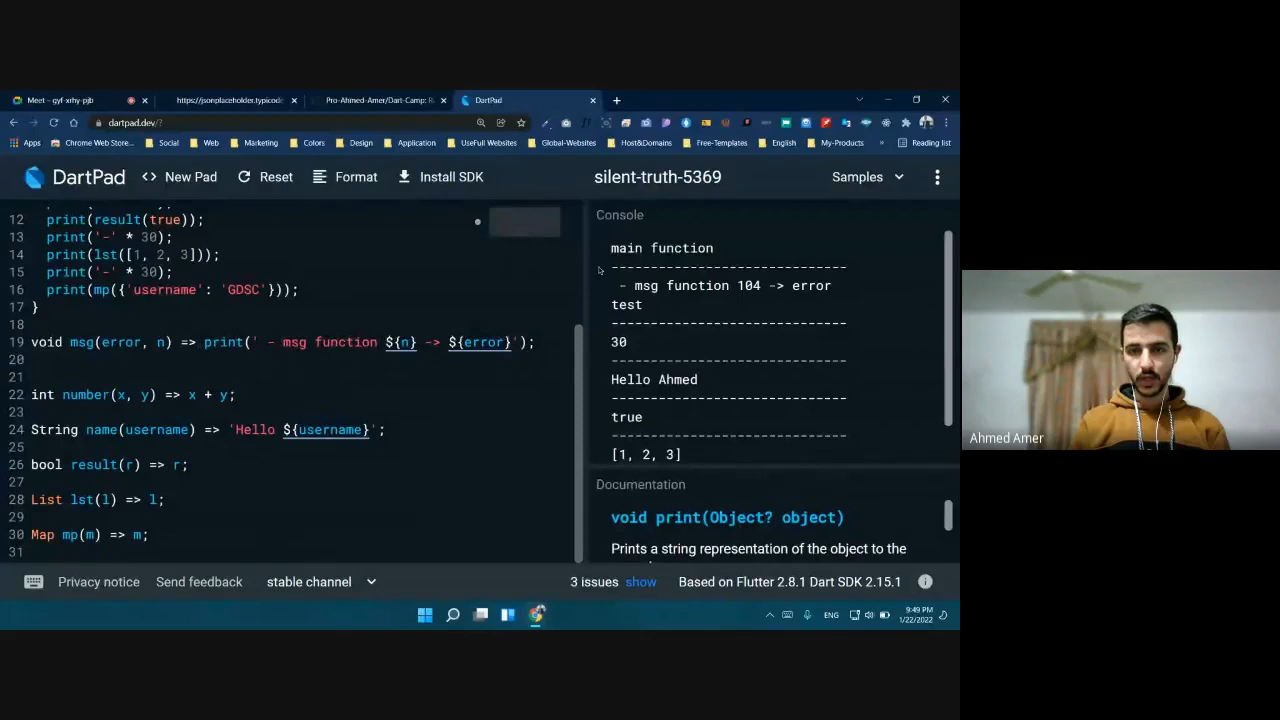 Meet – gyf-xrhy-pjb
https://jsonplaceholder.typicode
Pro-Ahmed-Amer/Dart-Camp: R
DartPad
dartpad.dev/?
Apps
Chrome Web Store...
Social
Web
Marketing
Colors
Design
Application
UseFull Websites
Global-Websites
Host&Domains
Free-Templates
English
My-Products
»
Reading list
DartPad
<> New Pad
Reset
Format
Install SDK
silent-truth-5369
Samples
12 print(result(true));
13 print('-' * 30);
14 print(lst([1, 2, 3]));
15 print('-' * 30);
16 print(mp({'username': 'GDSC'}));
17 }
18
19 void msg(error, n) => print(' - msg function ${n} -> ${error}');
20
21
22 int number(x, y) => x + y;
23
24 String name(username) => 'Hello ${username}';
25
26 bool result(r) => r;
27
28 List lst(l) => l;
29
30 Map mp(m) => m;
31
Console
main function
------------------------------
- msg function 104 -> error
test
------------------------------
30
------------------------------
Hello Ahmed
------------------------------
true
------------------------------
[1, 2, 3]
Documentation
void print(Object? object)
Prints a string representation of the object to the
Privacy notice
Send feedback
stable channel
3 issues show
Based on Flutter 2.8.1 Dart SDK 2.15.1
ENG
9:49 PM
1/22/2022
Ahmed Amer